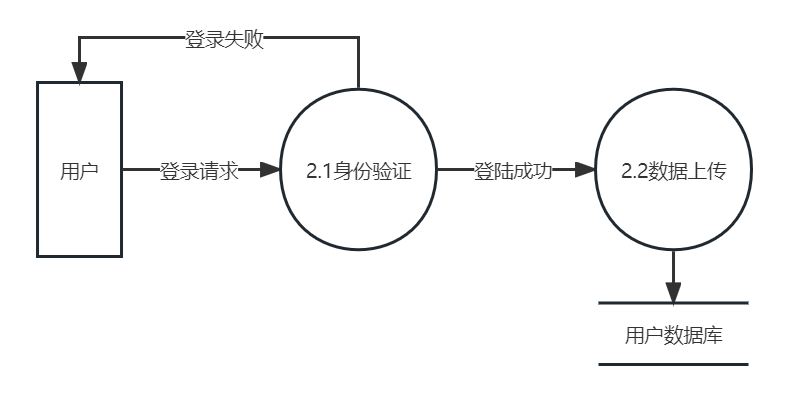 登录失败
用户
登录请求
2.1身份验证
登陆成功
2.2数据上传
用户数据库